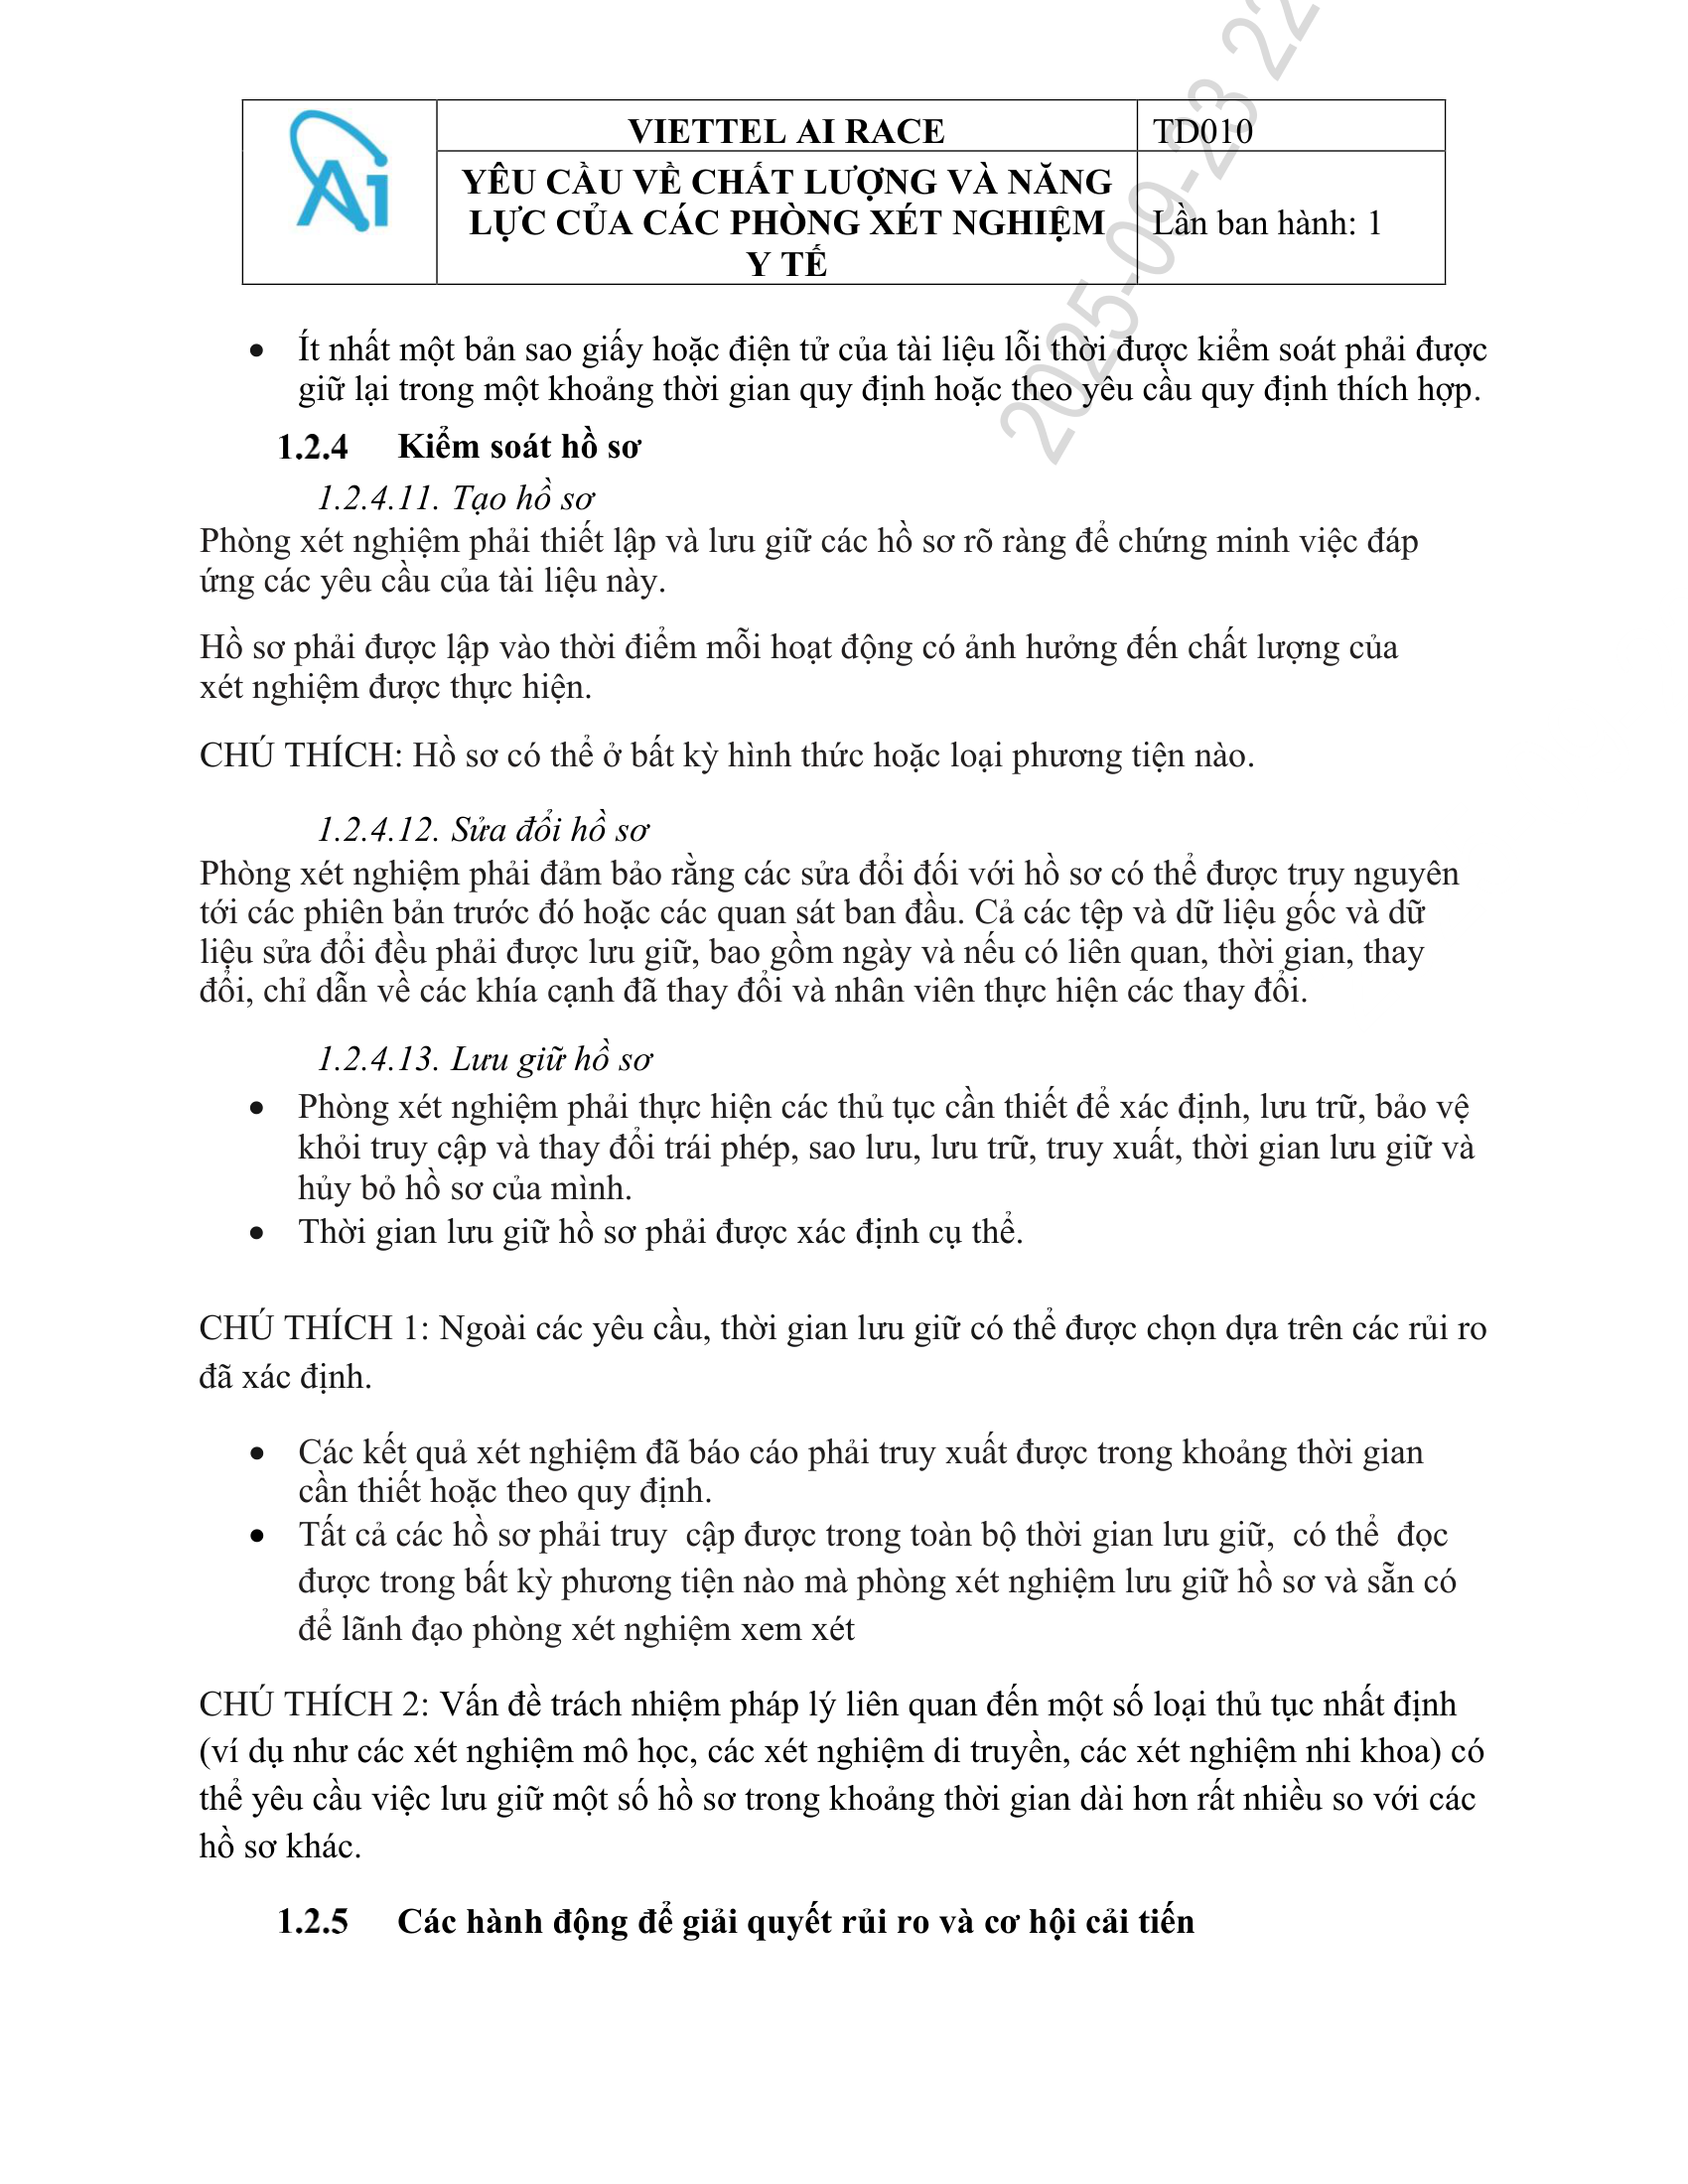 Ai
VIETTEL AI RACE
TD010
YÊU CẦU VỀ CHẤT LƯỢNG VÀ NĂNG
LỰC CỦA CÁC PHÒNG XÉT NGHIỆM
Y TẾ
Lần ban hành: 1
2025-09-23 22
• Ít nhất một bản sao giấy hoặc điện tử của tài liệu lỗi thời được kiểm soát phải được
giữ lại trong một khoảng thời gian quy định hoặc theo yêu cầu quy định thích hợp.
1.2.4 Kiểm soát hồ sơ
1.2.4.11. Tạo hồ sơ
Phòng xét nghiệm phải thiết lập và lưu giữ các hồ sơ rõ ràng để chứng minh việc đáp
ứng các yêu cầu của tài liệu này.
Hồ sơ phải được lập vào thời điểm mỗi hoạt động có ảnh hưởng đến chất lượng của
xét nghiệm được thực hiện.
CHÚ THÍCH: Hồ sơ có thể ở bất kỳ hình thức hoặc loại phương tiện nào.
1.2.4.12. Sửa đổi hồ sơ
Phòng xét nghiệm phải đảm bảo rằng các sửa đổi đối với hồ sơ có thể được truy nguyên
tới các phiên bản trước đó hoặc các quan sát ban đầu. Cả các tệp và dữ liệu gốc và dữ
liệu sửa đổi đều phải được lưu giữ, bao gồm ngày và nếu có liên quan, thời gian, thay
đổi, chỉ dẫn về các khía cạnh đã thay đổi và nhân viên thực hiện các thay đổi.
1.2.4.13. Lưu giữ hồ sơ
• Phòng xét nghiệm phải thực hiện các thủ tục cần thiết để xác định, lưu trữ, bảo vệ
khỏi truy cập và thay đổi trái phép, sao lưu, lưu trữ, truy xuất, thời gian lưu giữ và
hủy bỏ hồ sơ của mình.
• Thời gian lưu giữ hồ sơ phải được xác định cụ thể.
CHÚ THÍCH 1: Ngoài các yêu cầu, thời gian lưu giữ có thể được chọn dựa trên các rủi ro
đã xác định.
• Các kết quả xét nghiệm đã báo cáo phải truy xuất được trong khoảng thời gian
cần thiết hoặc theo quy định.
• Tất cả các hồ sơ phải truy cập được trong toàn bộ thời gian lưu giữ, có thể đọc
được trong bất kỳ phương tiện nào mà phòng xét nghiệm lưu giữ hồ sơ và sẵn có
để lãnh đạo phòng xét nghiệm xem xét
CHÚ THÍCH 2: Vấn đề trách nhiệm pháp lý liên quan đến một số loại thủ tục nhất định
(ví dụ như các xét nghiệm mô học, các xét nghiệm di truyền, các xét nghiệm nhi khoa) có
thể yêu cầu việc lưu giữ một số hồ sơ trong khoảng thời gian dài hơn rất nhiều so với các
hồ sơ khác.
1.2.5 Các hành động để giải quyết rủi ro và cơ hội cải tiến